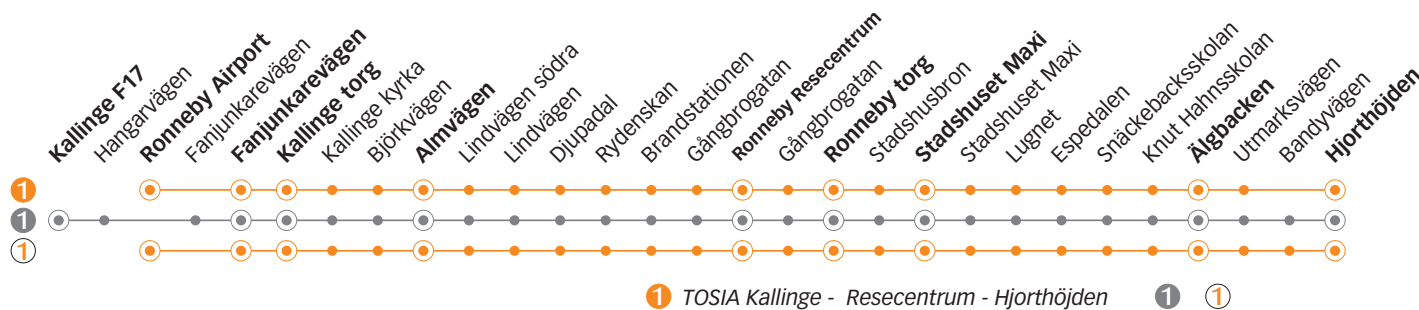 Kallinge F17
Hangarvägen
Ronneby Airport
Fanjunkarevägen
Fanjunkarevägen
Kallinge torg
Kallinge kyrka
Björkvägen
Almvägen
Lindvägen södra
Lindvägen
Djupadal
Rydenskan
Brandstationen
Gångbrogatan
Ronneby Resecentrum
Gångbrogatan
Ronneby torg
Stadshusbron
Stadshuset Maxi
Stadshuset Maxi
Lugnet
Espedalen
Snäckebacksskolan
Knut Hahnsskolan
Älgbacken
Utmarksvägen
Bandyvägen
Hjorthöjden
1
1
1
1 TOSIA Kallinge - Resecentrum - Hjorthöjden 1 1